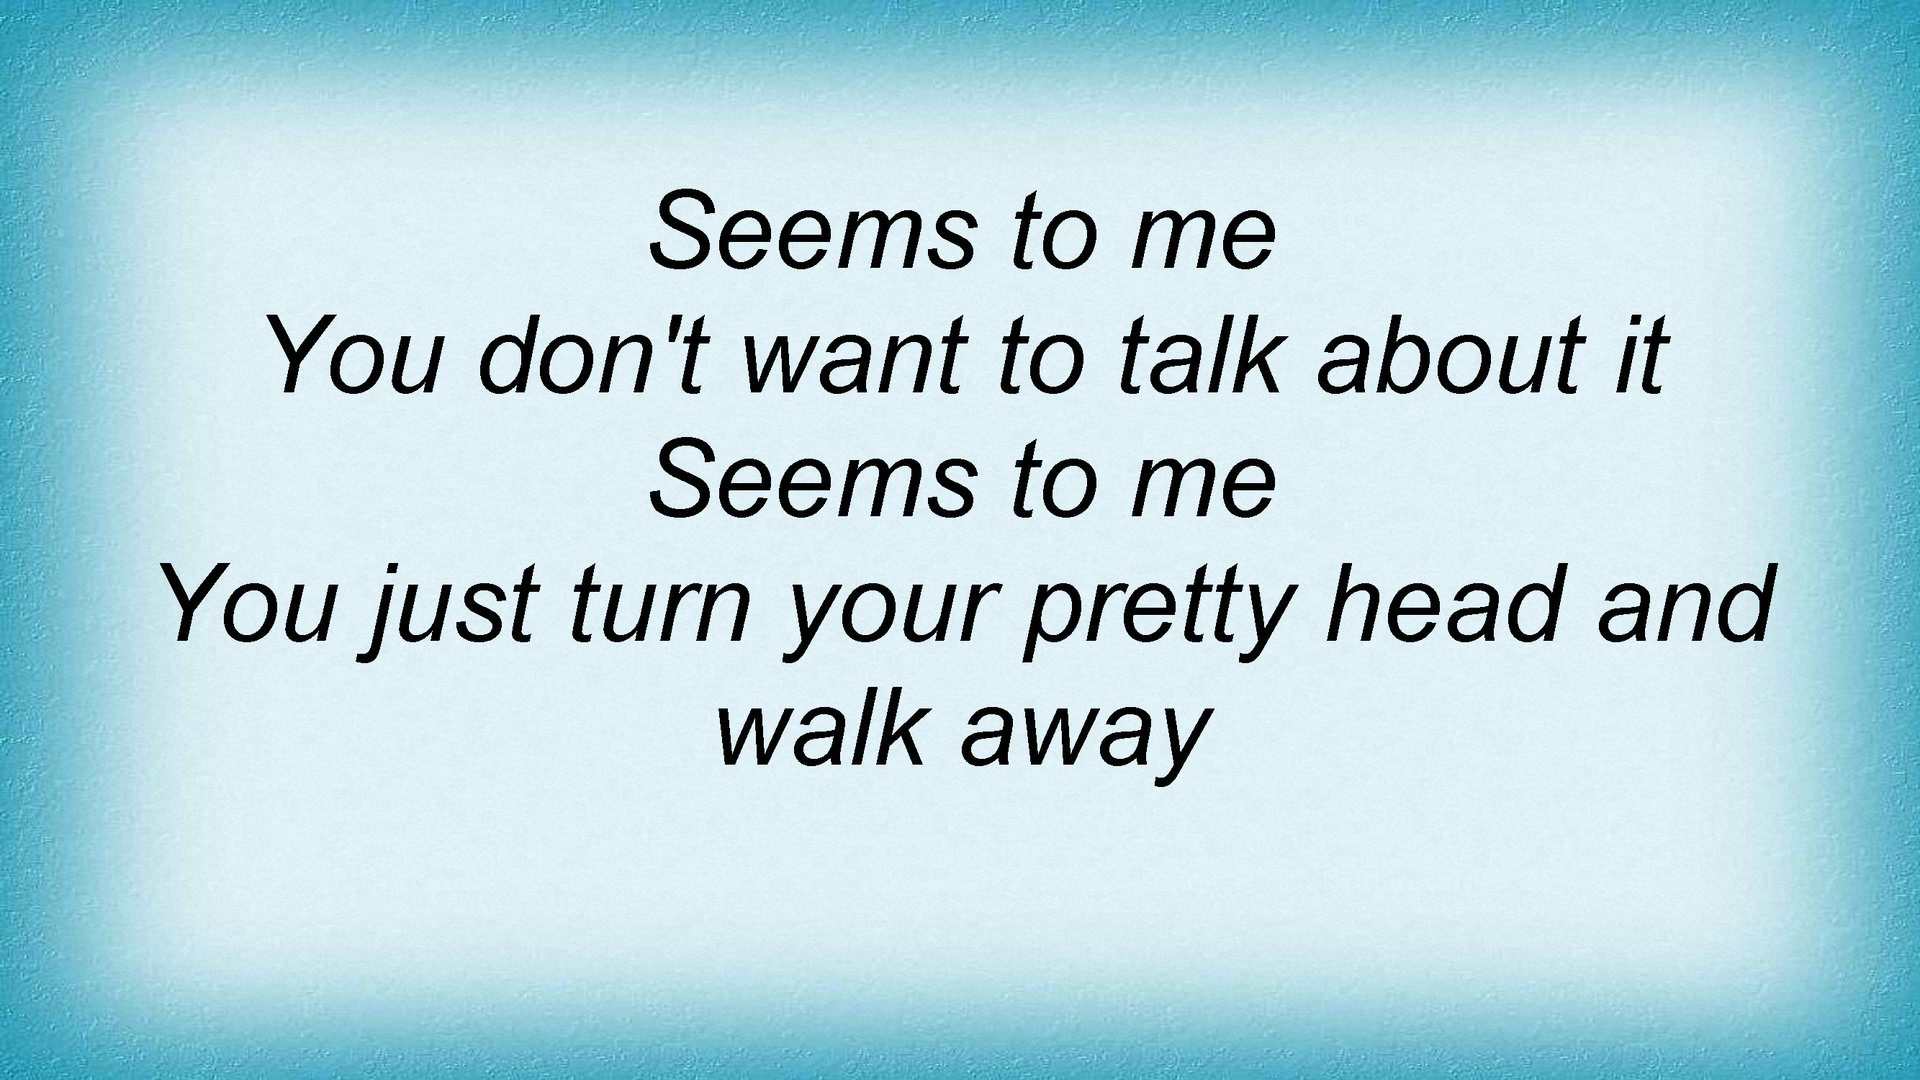 Seems to me
You don't want to talk about it
Seems to me
You just turn your pretty head and
walk away